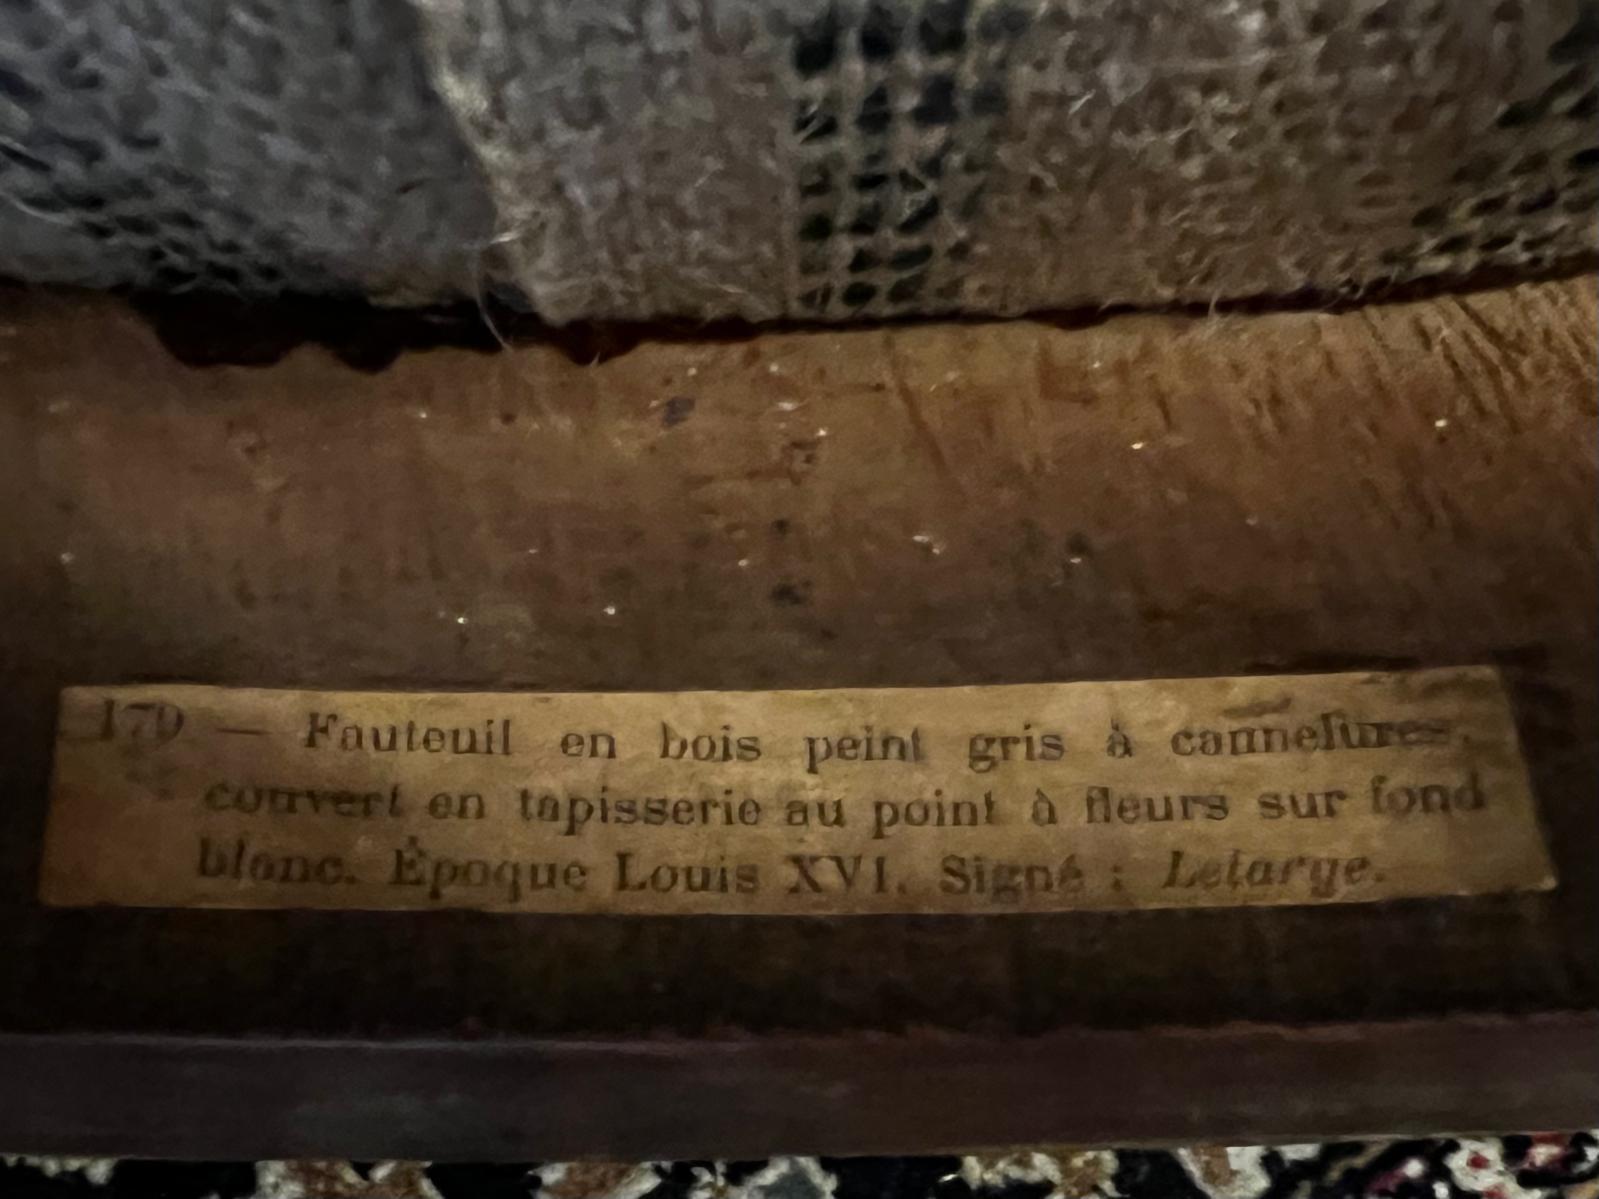 179 — Fauteuil en bois peint gris à cannelures,
couvert en tapisserie au point à fleurs sur fond
blanc. Époque Louis XVI. Signé : Lelarge.